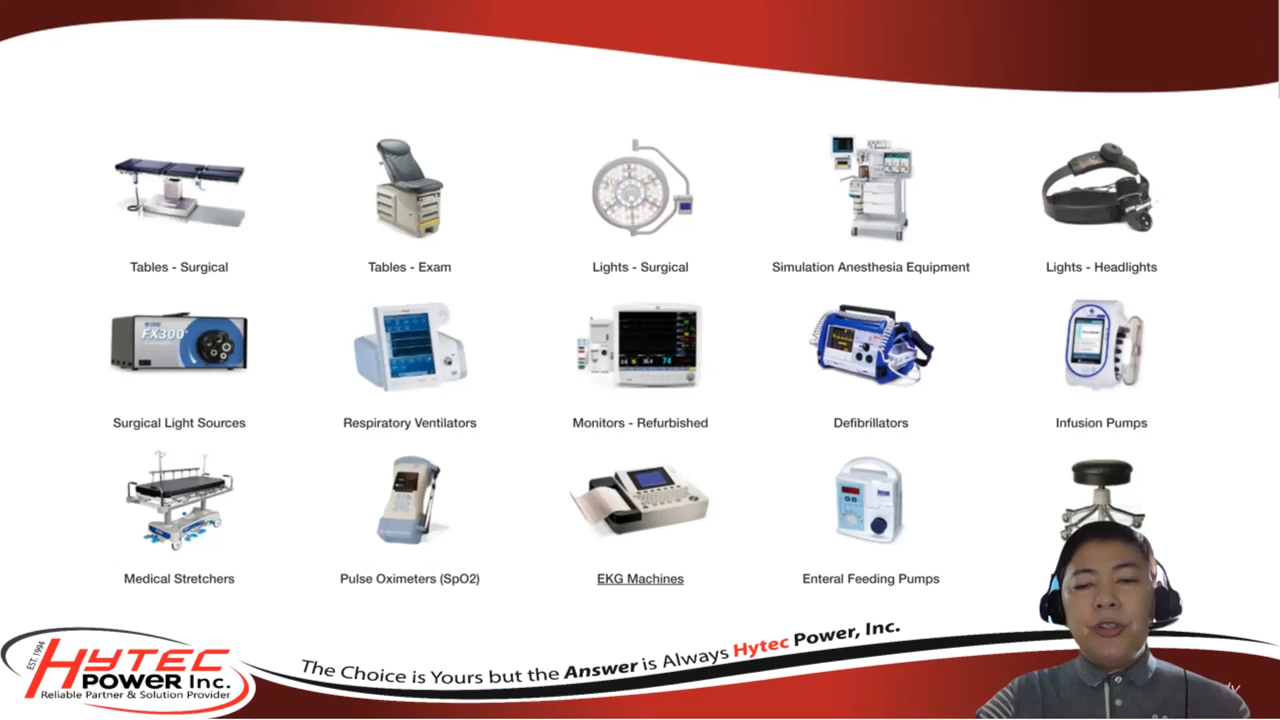 Tables - Surgical
Tables - Exam
Lights - Surgical
Simulation Anesthesia Equipment
Lights - Headlights
FX300
Surgical Light Sources
Respiratory Ventilators
Monitors - Refurbished
Defibrillators
Infusion Pumps
Medical Stretchers
Pulse Oximeters (SpO2)
EKG Machines
Enteral Feeding Pumps
EST. 1994
HYTEC
POWER Inc.
Reliable Partner & Solution Provider
The Choice is Yours but the Answer is Always Hytec Power, Inc.